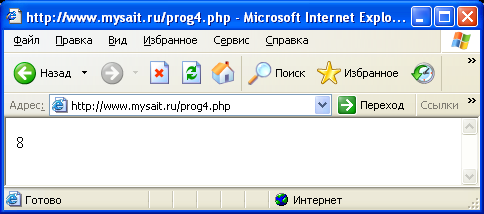 http://www.mysait.ru/prog4.php - Microsoft Internet Explo...
Файл Правка Вид Избранное Сервис Справка »
Назад Поиск Избранное »
Адрес: http://www.mysait.ru/prog4.php Переход Ссылки »
8
Готово Интернет